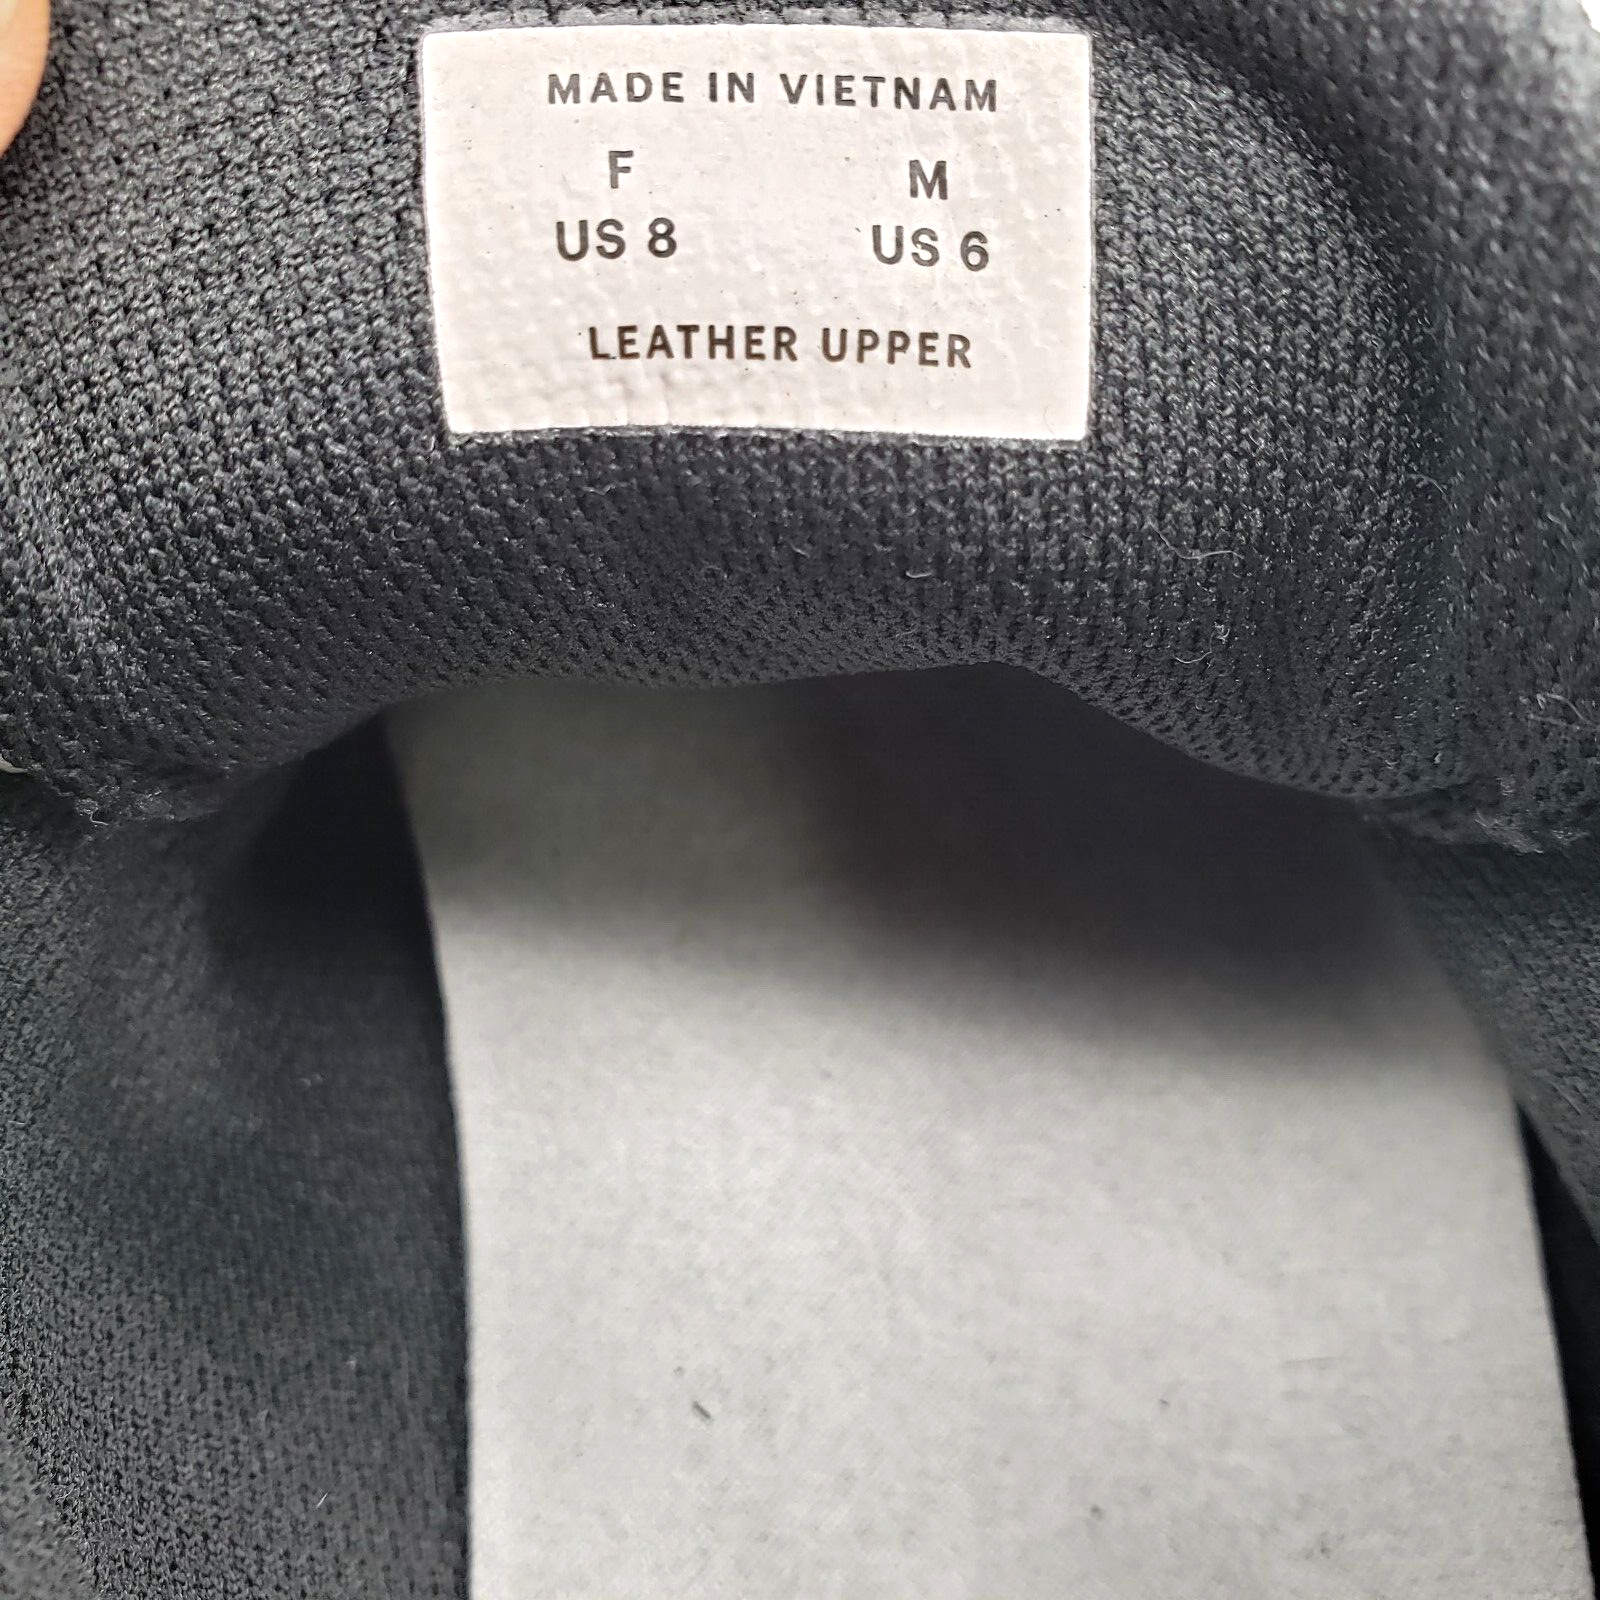 MADE IN VIETNAM
F M
US 8 US 6
LEATHER UPPER